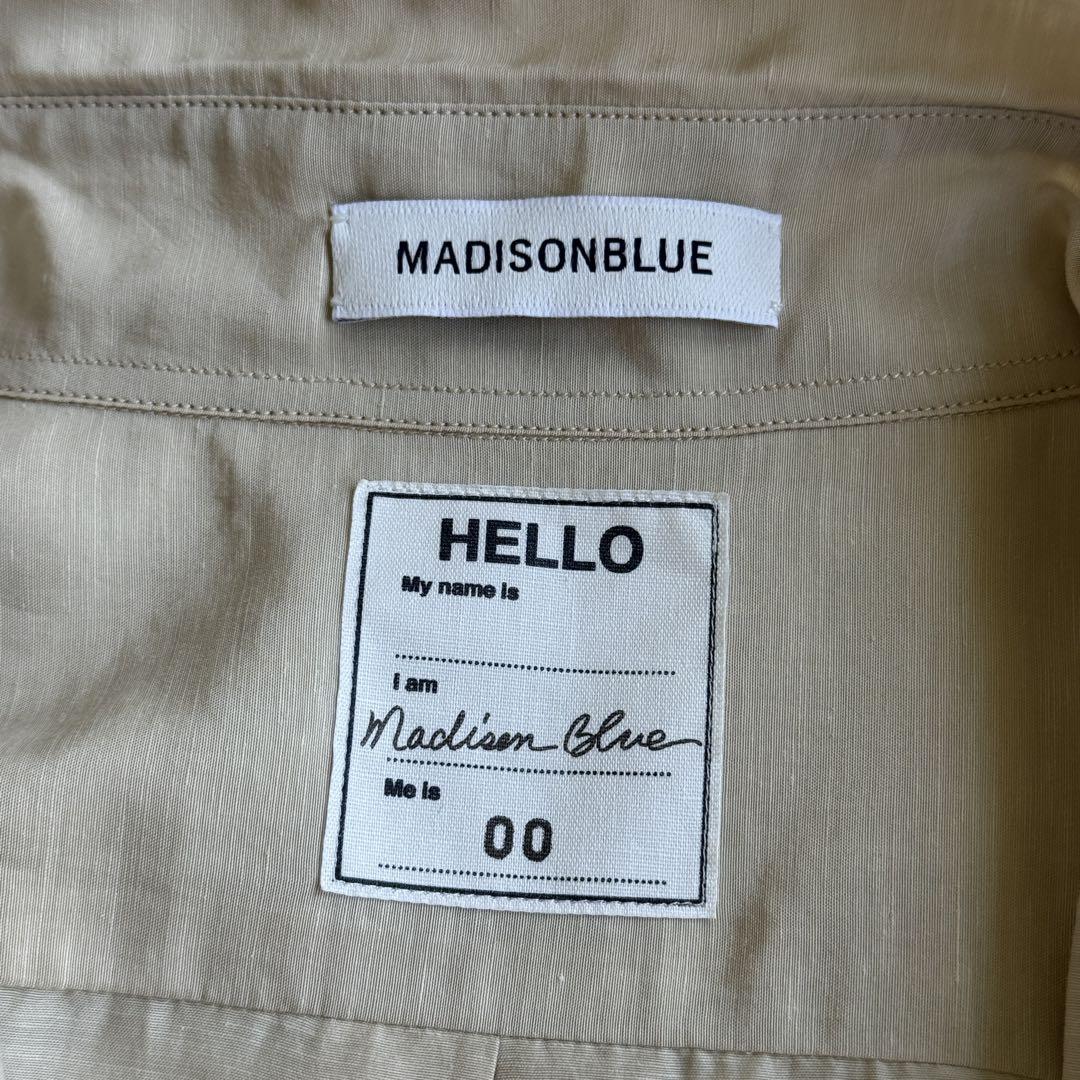 MADISONBLUE
HELLO
My name is
I am
Madison Blue
Me is
00